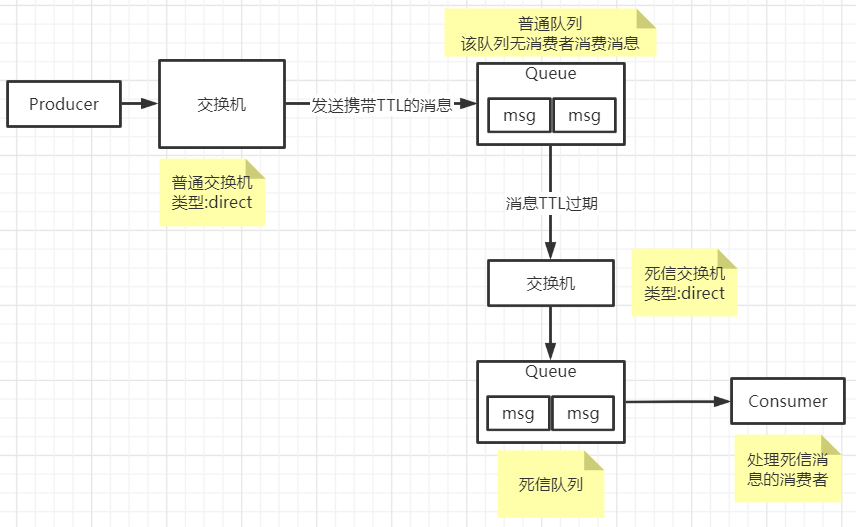 普通队列
该队列无消费者消费消息
Queue
msg
msg
Producer
交换机
发送携带TTL的消息
普通交换机
类型:direct
消息TTL过期
交换机
死信交换机
类型:direct
Queue
msg
msg
Consumer
死信队列
处理死信消
息的消费者